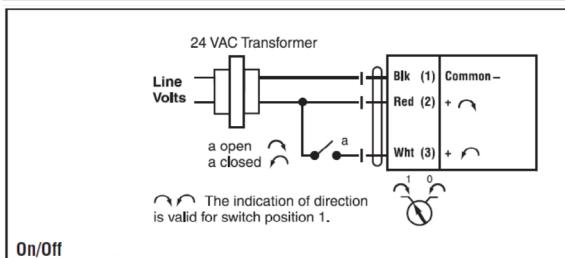 24 VAC Transformer
Line
Volts
Blk (1) Common –
Red (2) +
a
a open
a closed
Wht (3) +
1 0
The indication of direction
is valid for switch position 1.
On/Off